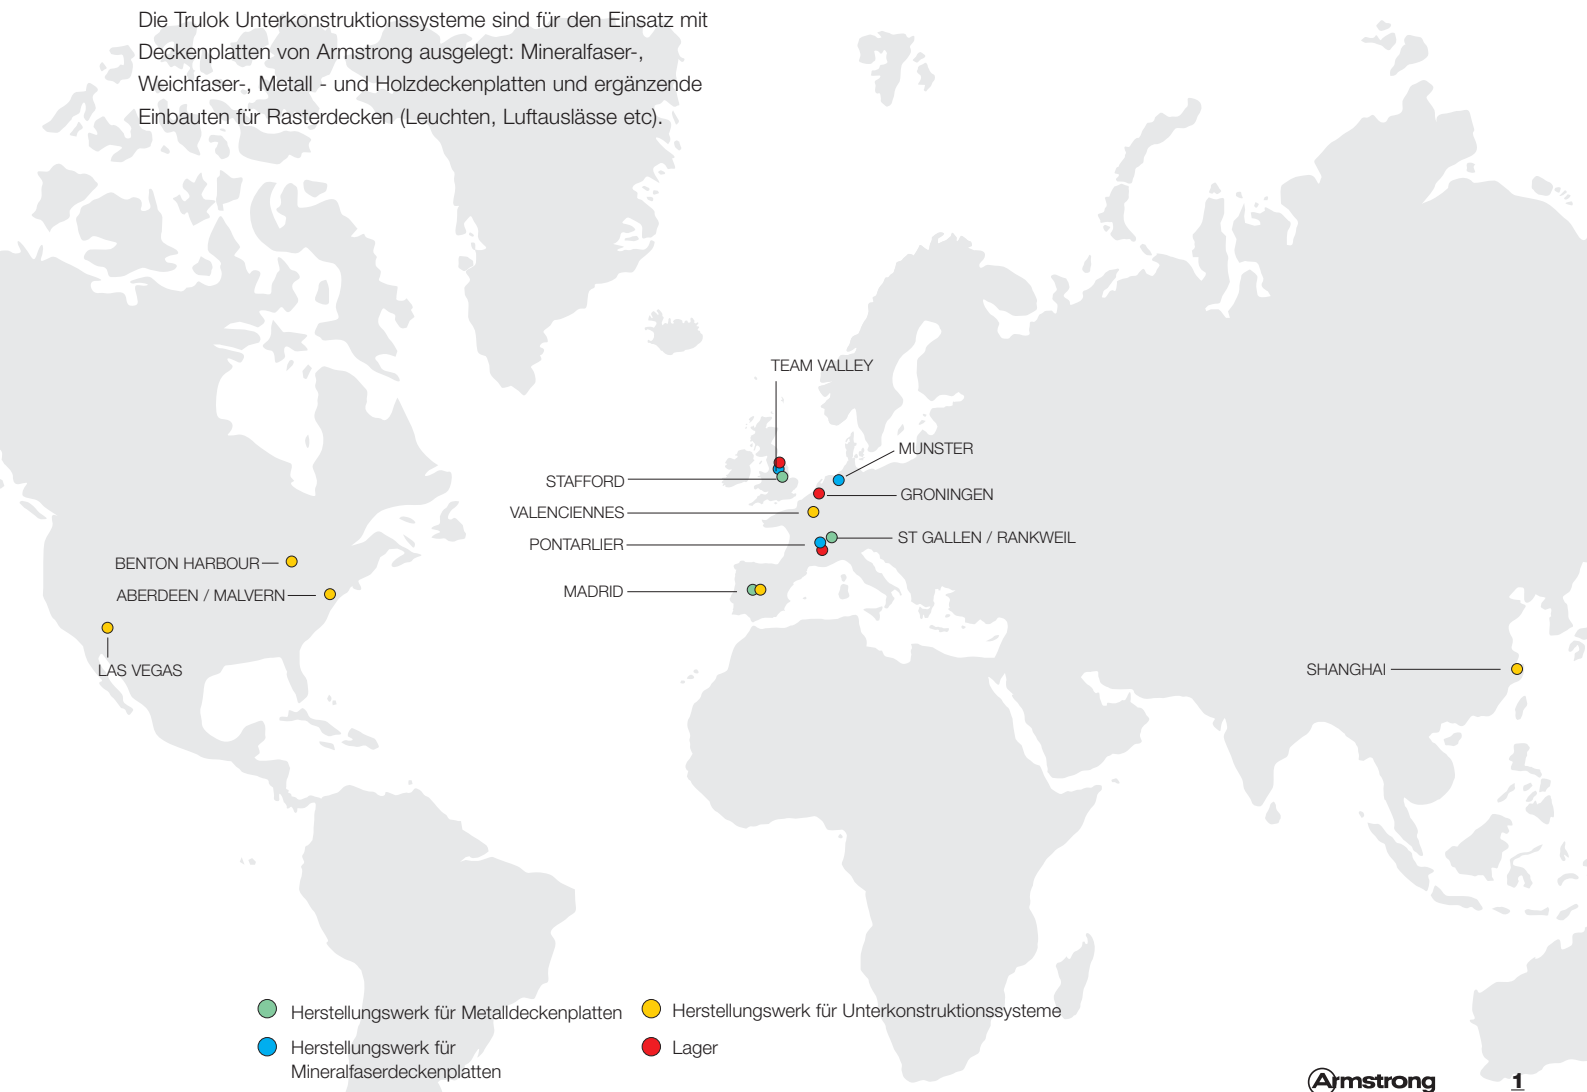 Die Trulok Unterkonstruktionssysteme sind für den Einsatz mit
Deckenplatten von Armstrong ausgelegt: Mineralfaser-,
Weichfaser-, Metall - und Holzdeckenplatten und ergänzende
Einbauten für Rasterdecken (Leuchten, Luftauslässe etc).
TEAM VALLEY
MUNSTER
STAFFORD
GRONINGEN
VALENCIENNES
ST GALLEN / RANKWEIL
PONTARLIER
BENTON HARBOUR
MADRID
ABERDEEN / MALVERN
LAS VEGAS
SHANGHAI
Herstellungswerk für Metalldeckenplatten
Herstellungswerk für Unterkonstruktionssysteme
Herstellungswerk für
Mineralfaserdeckenplatten
Lager
Armstrong
1